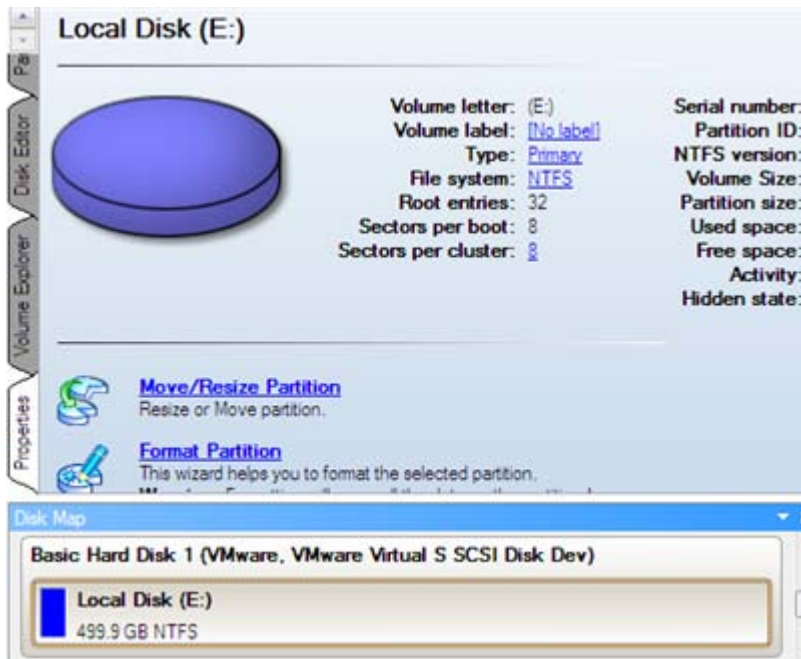 Local Disk (E:)
Pa
Disk Editor
Volume Explorer
Properties
Volume letter: (E:)
Volume label: [No label]
Type: Primary
File system: NTFS
Root entries: 32
Sectors per boot: 8
Sectors per cluster: 8
Serial number:
Partition ID:
NTFS version:
Volume Size:
Partition size:
Used space:
Free space:
Activity:
Hidden state:
Move/Resize Partition
Resize or Move partition.
Format Partition
This wizard helps you to format the selected partition.
Disk Map
Basic Hard Disk 1 (VMware, VMware Virtual S SCSI Disk Dev)
Local Disk (E:)
499.9 GB NTFS